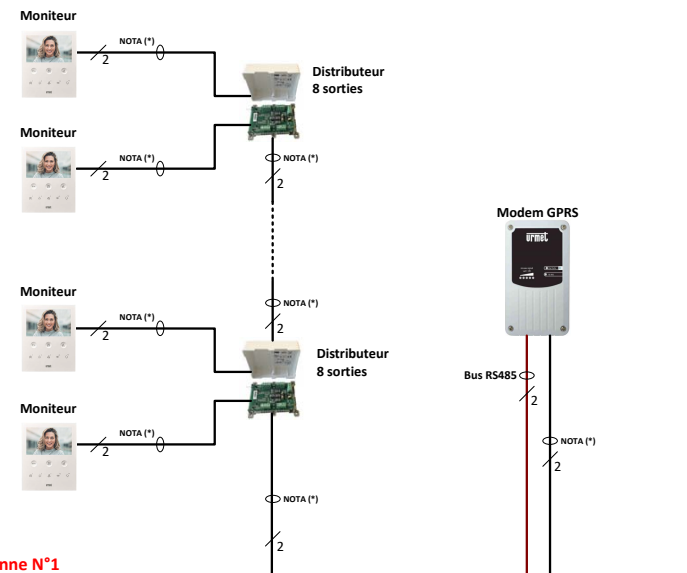 Moniteur
NOTA (*)
2
Distributeur
8 sorties
Moniteur
NOTA (*)
2
NOTA (*)
2
Modem GPRS
urmet
Moniteur
NOTA (*)
2
NOTA (*)
2
Distributeur
8 sorties
Bus RS485
2
Moniteur
NOTA (*)
2
NOTA (*)
2
NOTA (*)
2
nne N°1